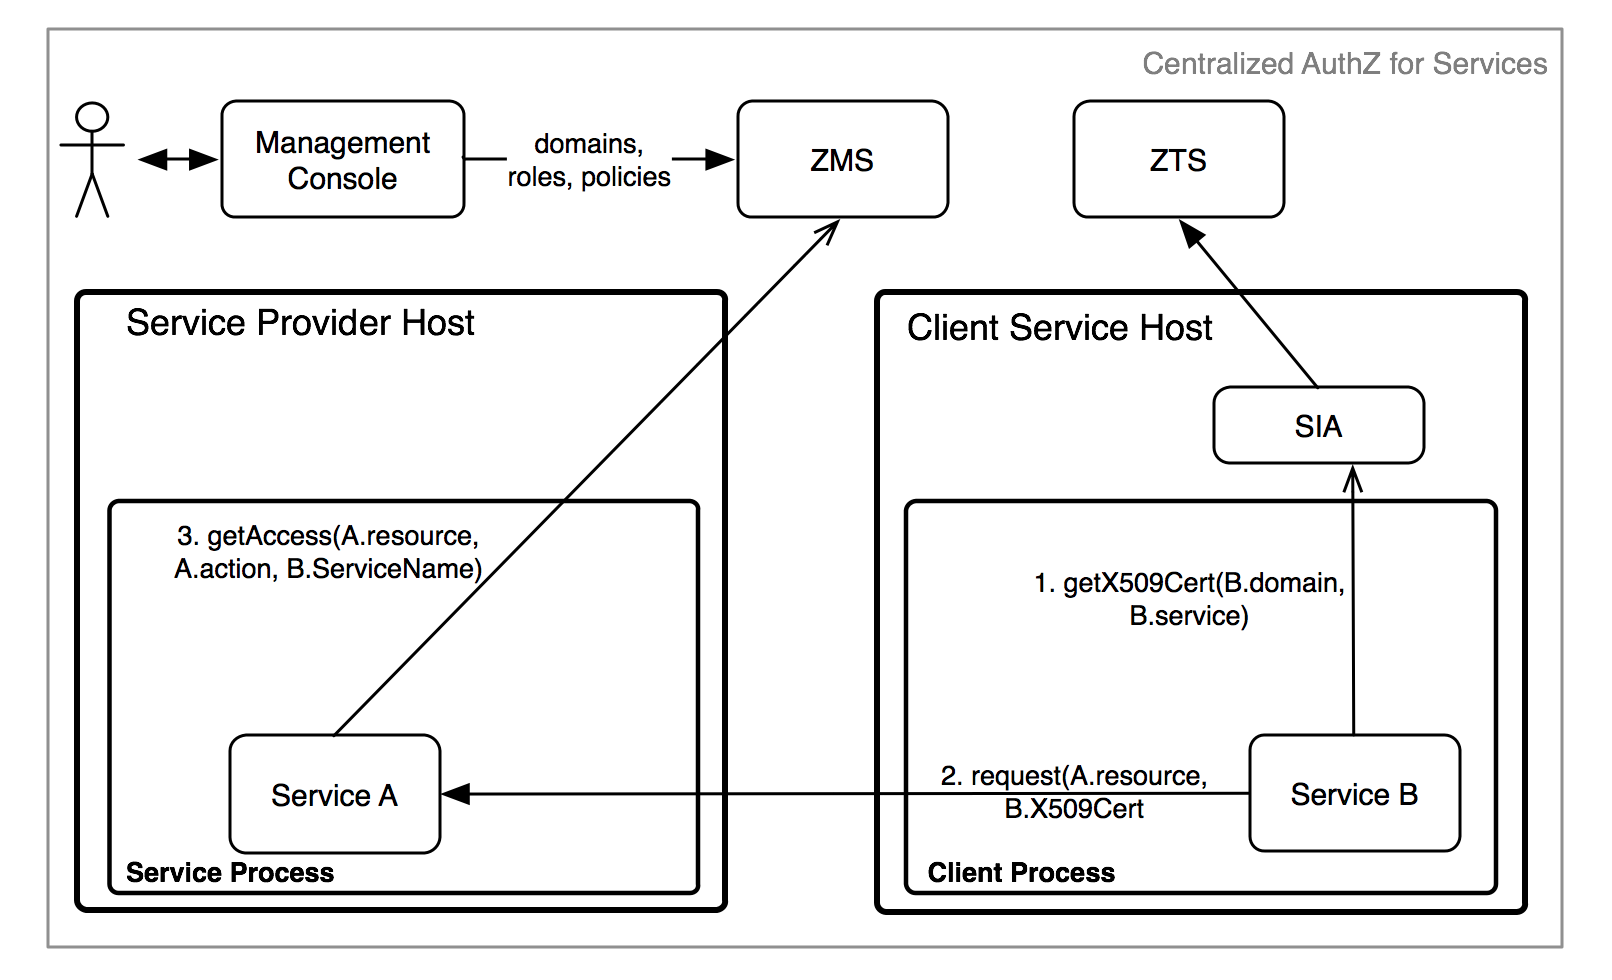 Centralized AuthZ for Services
Management
Console
domains,
roles, policies
ZMS
ZTS
Service Provider Host
Client Service Host
SIA
3. getAccess(A.resource,
A.action, B.ServiceName)
1. getX509Cert(B.domain,
B.service)
Service A
2. request(A.resource,
B.X509Cert
Service B
Service Process
Client Process